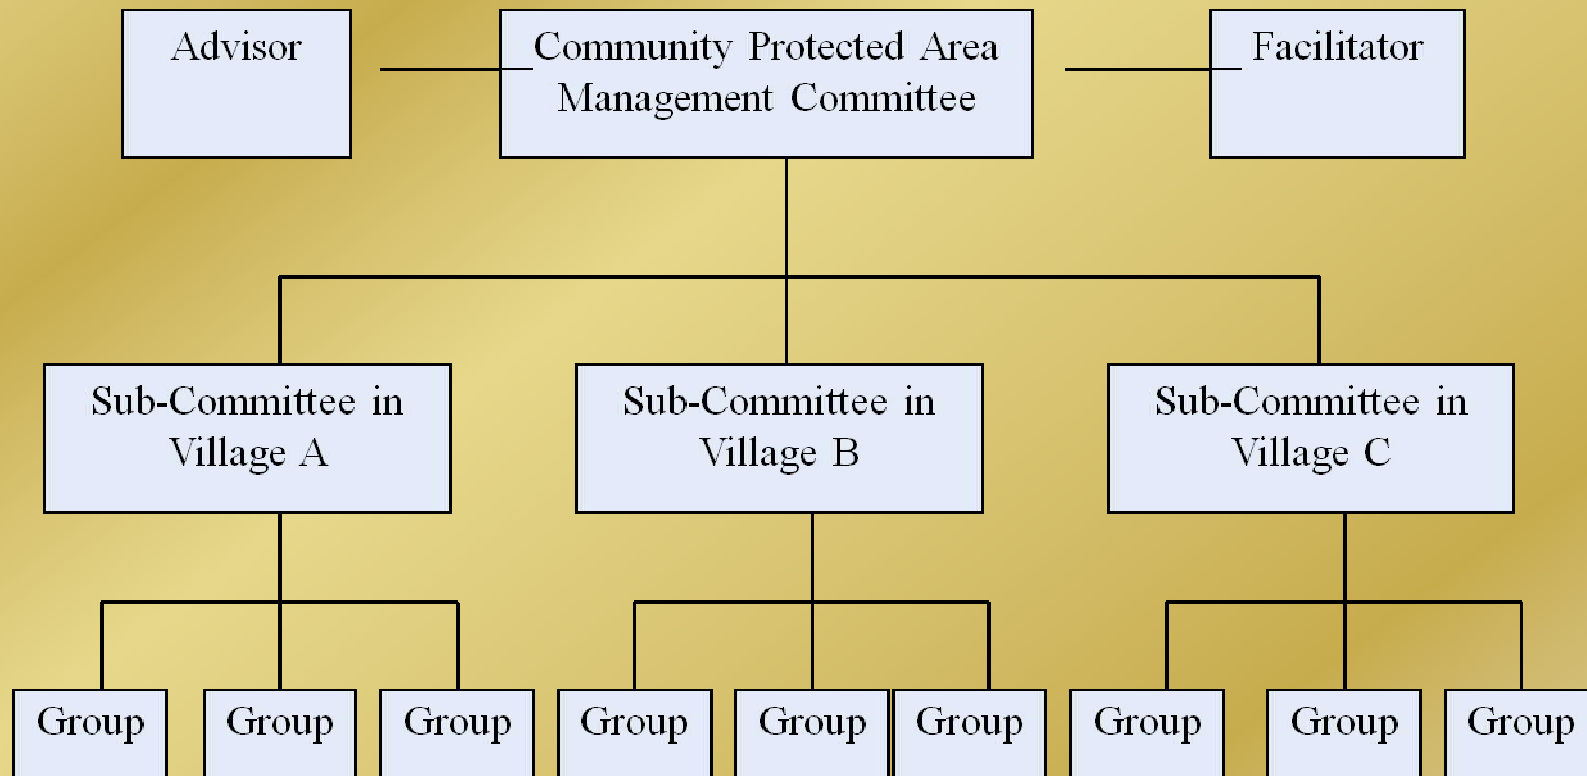 Advisor
Community Protected Area
Management Committee
Facilitator
Sub-Committee in
Village A
Sub-Committee in
Village B
Sub-Committee in
Village C
Group
Group
Group
Group
Group
Group
Group
Group
Group